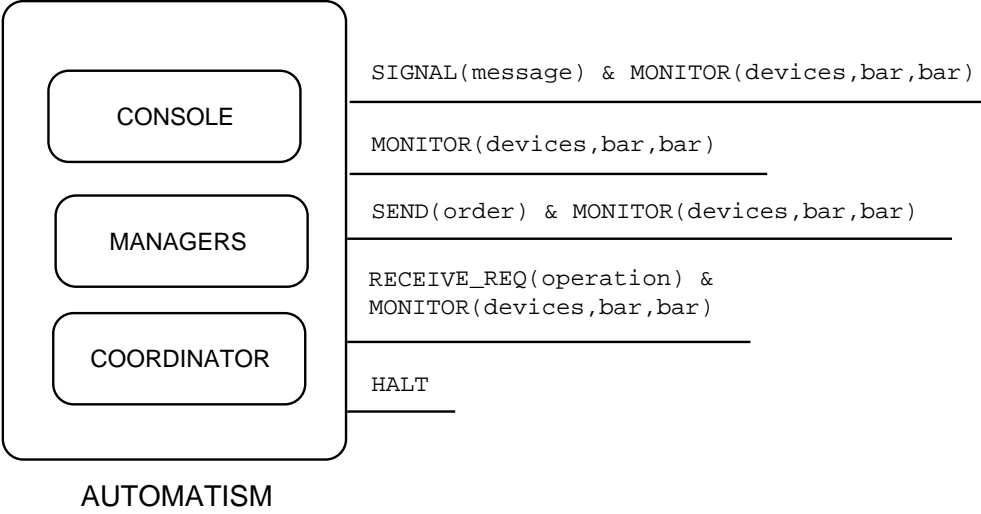 SIGNAL(message) & MONITOR(devices,bar,bar)
CONSOLE
MONITOR(devices,bar,bar)
SEND(order) & MONITOR(devices,bar,bar)
MANAGERS
RECEIVE_REQ(operation) &
MONITOR(devices,bar,bar)
COORDINATOR
HALT
AUTOMATISM